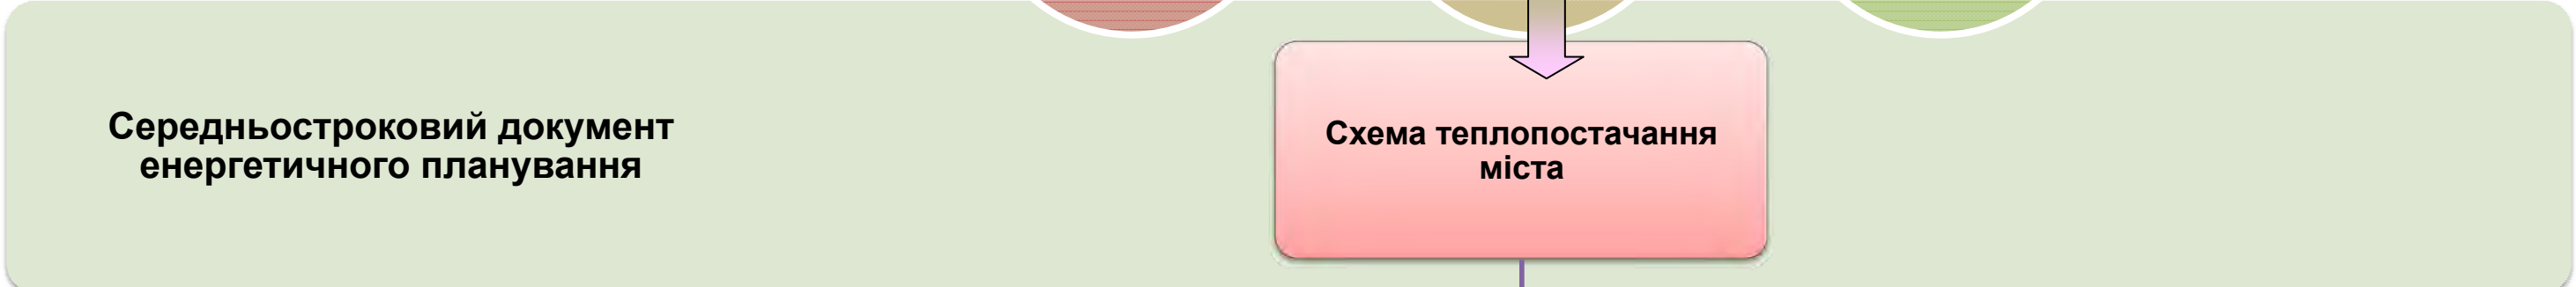 Середньостроковий документ
енергетичного планування
Схема теплопостачання
міста